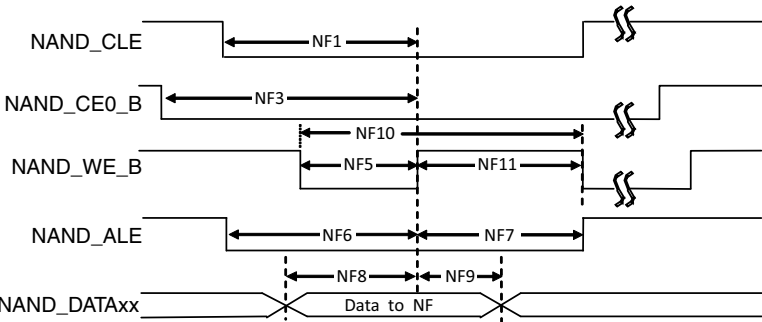 NAND_CLE
NF1
NAND_CE0_B
NF3
NF10
NAND_WE_B
NF5
NF11
NAND_ALE
NF6
NF7
NF8
NF9
NAND_DATAxx
Data to NF